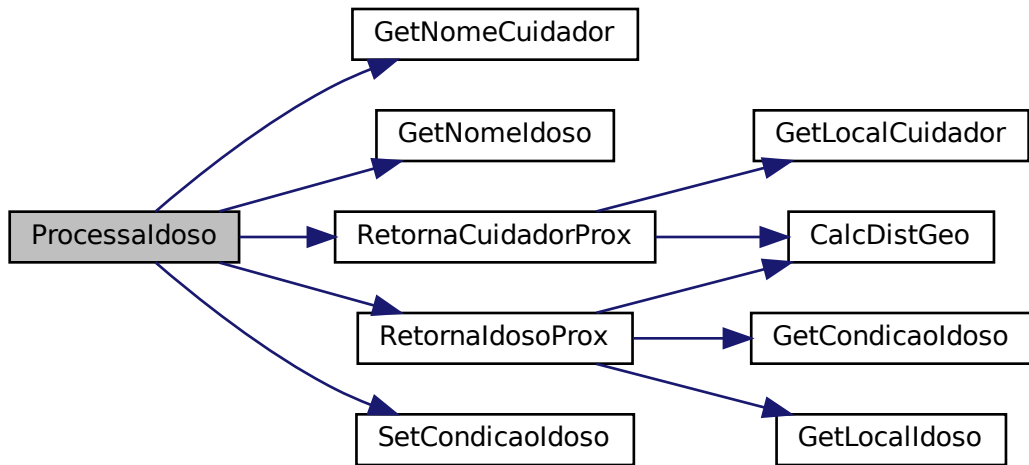 GetNomeCuidador
GetNomeIdoso
GetLocalCuidador
ProcessaIdoso
RetornaCuidadorProx
CalcDistGeo
RetornaIdosoProx
GetCondicaoIdoso
SetCondicaoIdoso
GetLocalIdoso